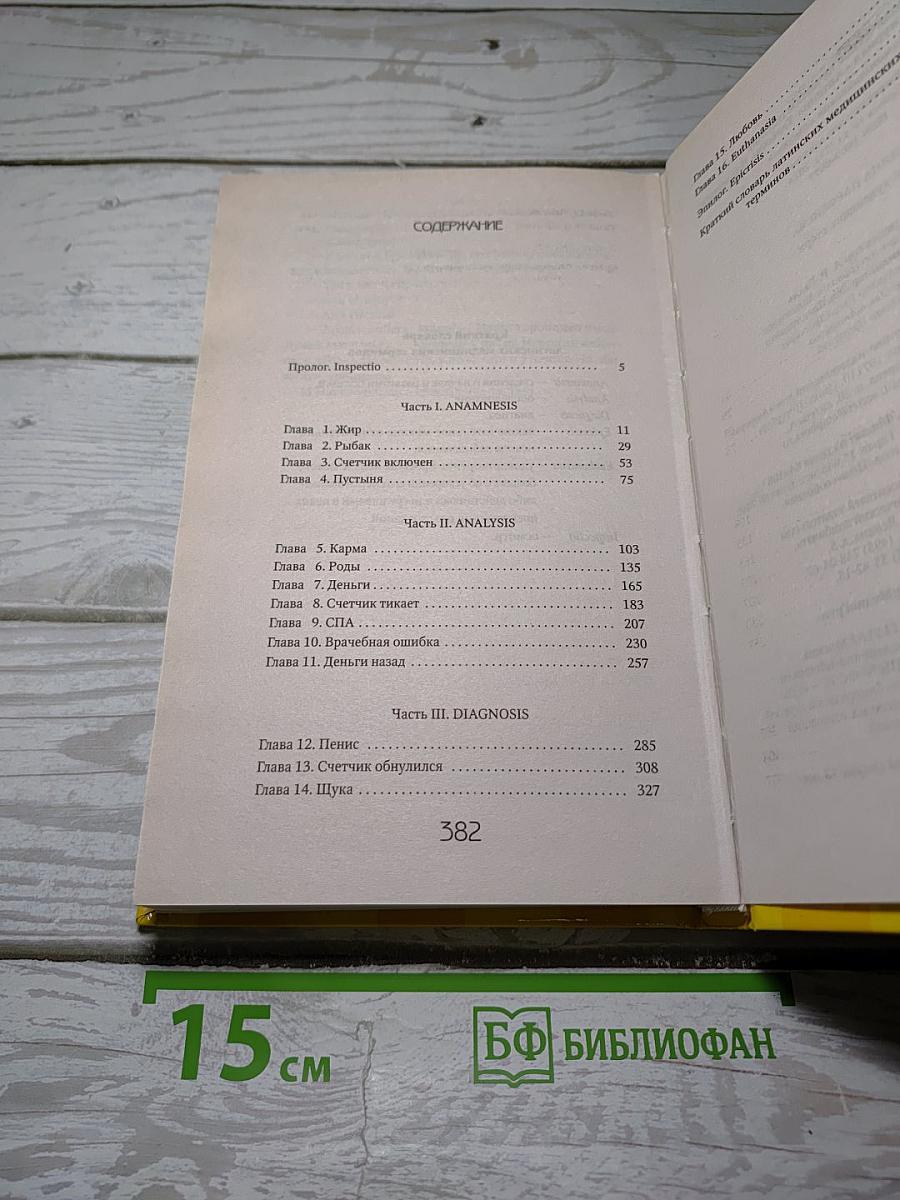 СОДЕРЖАНИЕ
Пролог. Inspectio . . . . . . . . . . . . . . . . . . . . . . . . . . . . . . . . . 5
Часть I. ANAMNESIS
Глава 1. Жир . . . . . . . . . . . . . . . . . . . . . . . . . . . . . . . . . . . . . 11
Глава 2. Рыбак . . . . . . . . . . . . . . . . . . . . . . . . . . . . . . . . . . . 29
Глава 3. Счетчик включен . . . . . . . . . . . . . . . . . . . . . . . . . . 53
Глава 4. Пустыня . . . . . . . . . . . . . . . . . . . . . . . . . . . . . . . . . 75
Часть II. ANALYSIS
Глава 5. Карма . . . . . . . . . . . . . . . . . . . . . . . . . . . . . . . . . . . 103
Глава 6. Роды . . . . . . . . . . . . . . . . . . . . . . . . . . . . . . . . . . . . 135
Глава 7. Деньги . . . . . . . . . . . . . . . . . . . . . . . . . . . . . . . . . . 165
Глава 8. Счетчик тикает . . . . . . . . . . . . . . . . . . . . . . . . . . . 183
Глава 9. СПА . . . . . . . . . . . . . . . . . . . . . . . . . . . . . . . . . . . . 207
Глава 10. Врачебная ошибка . . . . . . . . . . . . . . . . . . . . . . . . 230
Глава 11. Деньги назад . . . . . . . . . . . . . . . . . . . . . . . . . . . . 257
Часть III. DIAGNOSIS
Глава 12. Пенис . . . . . . . . . . . . . . . . . . . . . . . . . . . . . . . . . . 285
Глава 13. Счетчик обнулился . . . . . . . . . . . . . . . . . . . . . . . 308
Глава 14. Щука . . . . . . . . . . . . . . . . . . . . . . . . . . . . . . . . . . . 327
382
Глава 15. Любовь . . . . . . . . . . . .
Глава 16. Euthanasia . . . . . . . . . . . .
Эпилог. Epicrisis . . . . . . . . . . . .
Краткий словарь латинских медицинских
терминов . . . . . . . . . . . .
15 см
БФ БИБЛИОФАН